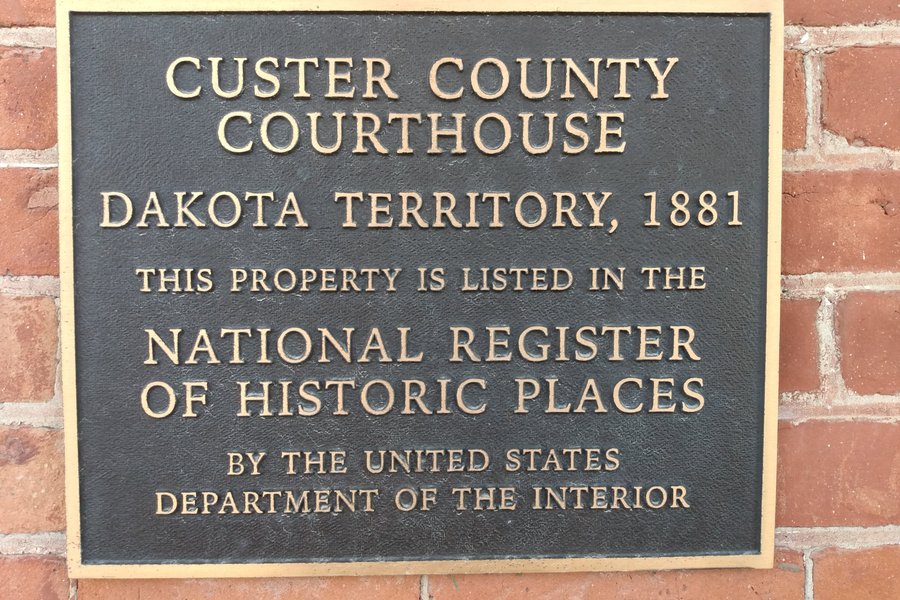 CUSTER COUNTY
COURTHOUSE
DAKOTA TERRITORY, 1881
THIS PROPERTY IS LISTED IN THE
NATIONAL REGISTER
OF HISTORIC PLACES
BY THE UNITED STATES
DEPARTMENT OF THE INTERIOR